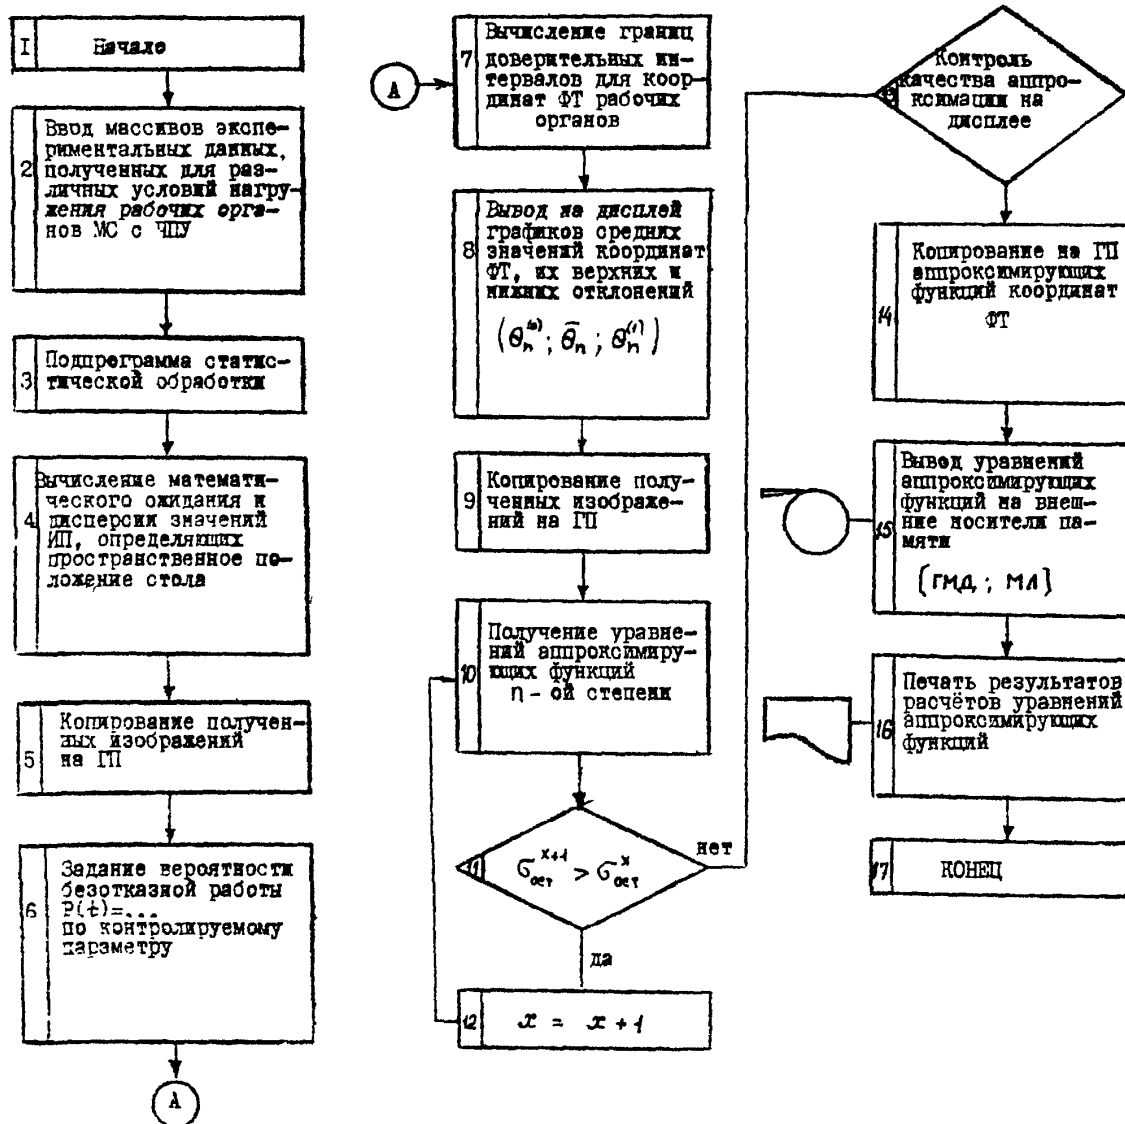 I
Начало
2
Ввод массивов экспе-
риментальных данных,
полученных для раз-
личных условий нагру-
жения рабочих орга-
нов МС с ЧПУ
3
Подпрограмма статис-
тической обработки
4
Вычисление математи-
ческого ожидания и
дисперсии значений
ИП, определяющих
пространственное по-
ложение стола
5
Копирование получен-
ных изображений
на ГП
6
Задание вероятности
безотказной работы
P(t)=...
по контролируемому
параметру
А
А
7
Вычисление границ
доверительных ин-
тервалов для коор-
динат ФТ рабочих
органов
8
Вывод на дисплей
графиков средних
значений координат
ФТ, их верхних и
нижних отклонений
(θₙ⁽ᵘ⁾; θ̄ₙ; θₙ⁽¹⁾)
9
Копирование полу-
ченных изображе-
ний на ГП
10
Получение уравне-
ний аппроксимиру-
ющих функций
n - ой степени
11
σ_ост^(x+1) > σ_ост^x
нет
да
12
x = x + 1
13
Контроль
качества аппро-
ксимации на
дисплее
14
Копирование на ГП
аппроксимирующих
функций координат
ФТ
15
Вывод уравнений
аппроксимирующих
функций на внеш-
ние носители па-
мяти
(ГМД ; МЛ)
16
Печать результатов
расчётов уравнений
аппроксимирующих
функций
17
КОНЕЦ